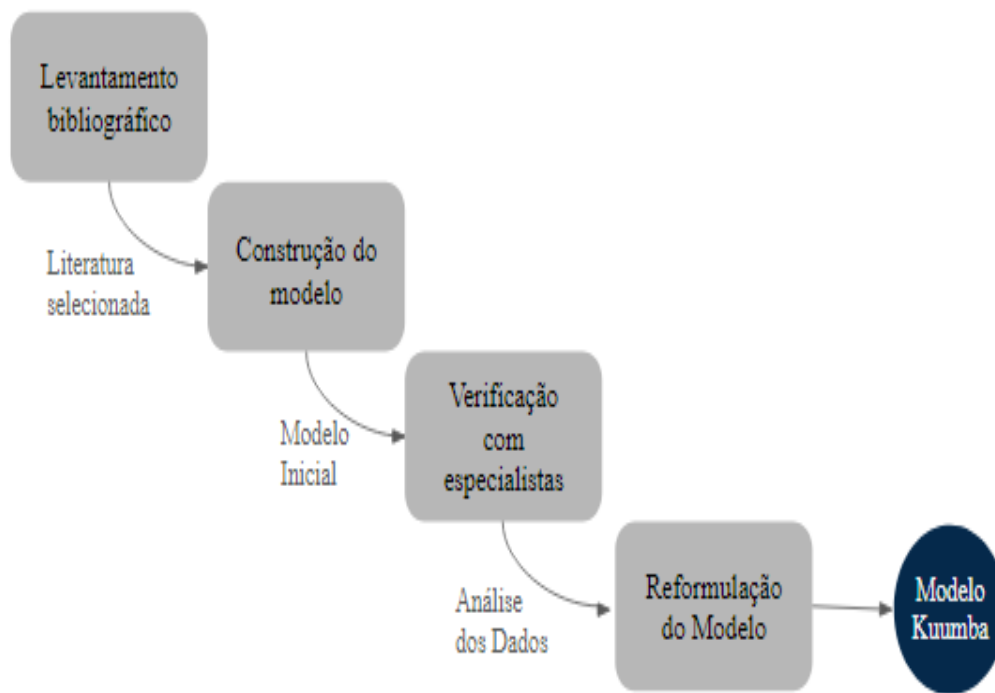 Levantamento
bibliográfico
Literatura
selecionada
Construção do
modelo
Modelo
Inicial
Verificação
com
especialistas
Análise
dos Dados
Reformulação
do Modelo
Modelo
Kuumba